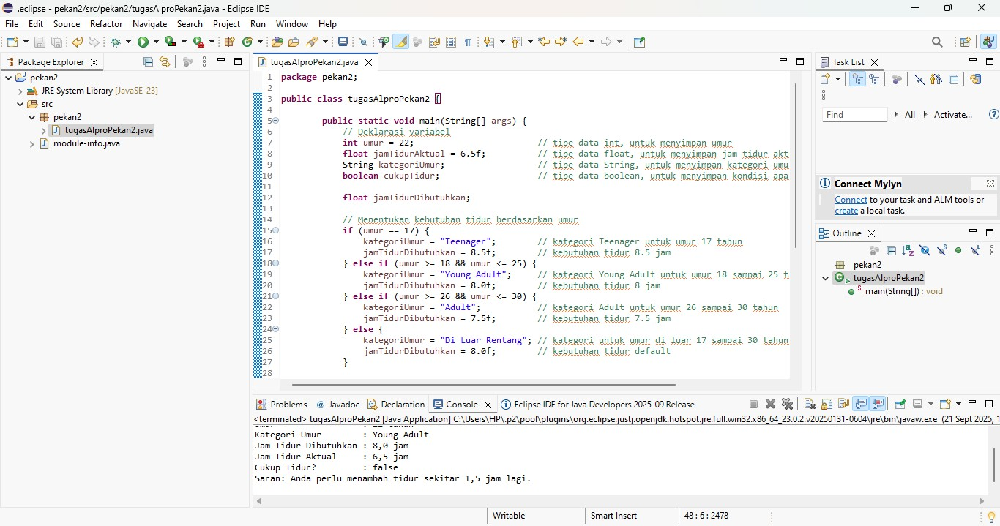 .eclipse - pekan2/src/pekan2/tugasAlproPekan2.java - Eclipse IDE
File Edit Source Refactor Navigate Search Project Run Window Help
Package Explorer
pekan2
JRE System Library [JavaSE-23]
src
pekan2
tugasAlproPekan2.java
module-info.java
tugasAlproPekan2.java
1 package pekan2;
2
3 public class tugasAlproPekan2 {
4
5 public static void main(String[] args) {
6 // Deklarasi variabel
7 int umur = 22; // tipe data int, untuk menyimpan umur
8 float jamTidurAktual = 6.5f; // tipe data float, untuk menyimpan jam tidur akt
9 String kategoriUmur; // tipe data String, untuk menyimpan kategori umu
10 boolean cukupTidur; // tipe data boolean, untuk menyimpan kondisi apa
11
12 float jamTidurDibutuhkan;
13
14 // Menentukan kebutuhan tidur berdasarkan umur
15 if (umur == 17) {
16 kategoriUmur = "Teenager"; // kategori Teenager untuk umur 17 tahun
17 jamTidurDibutuhkan = 8.5f; // kebutuhan tidur 8.5 jam
18 } else if (umur >= 18 && umur <= 25) {
19 kategoriUmur = "Young Adult"; // kategori Young Adult untuk umur 18 sampai 25 t
20 jamTidurDibutuhkan = 8.0f; // kebutuhan tidur 8 jam
21 } else if (umur >= 26 && umur <= 30) {
22 kategoriUmur = "Adult"; // kategori Adult untuk umur 26 sampai 30 tahun
23 jamTidurDibutuhkan = 7.5f; // kebutuhan tidur 7.5 jam
24 } else {
25 kategoriUmur = "Di Luar Rentang"; // kategori untuk umur di luar 17 sampai 30 tahun
26 jamTidurDibutuhkan = 8.0f; // kebutuhan tidur default
27 }
28
Task List
Find All Activate...
Connect Mylyn
Connect to your task and ALM tools or
create a local task.
Outline
pekan2
tugasAlproPekan2
main(String[]) : void
Problems Javadoc Declaration Console Eclipse IDE for Java Developers 2025-09 Release
<terminated> tugasAlproPekan2 [Java Application] C:\Users\HP\.p2\pool\plugins\org.eclipse.justj.openjdk.hotspot.jre.full.win32.x86_64_23.0.2.v20250131-0604\jre\bin\javaw.exe (21 Sept 2025, 1
Kategori Umur : Young Adult
Jam Tidur Dibutuhkan : 8,0 jam
Jam Tidur Aktual : 6,5 jam
Cukup Tidur? : false
Saran: Anda perlu menambah tidur sekitar 1,5 jam lagi.
Writable Smart Insert 48 : 6 : 2478